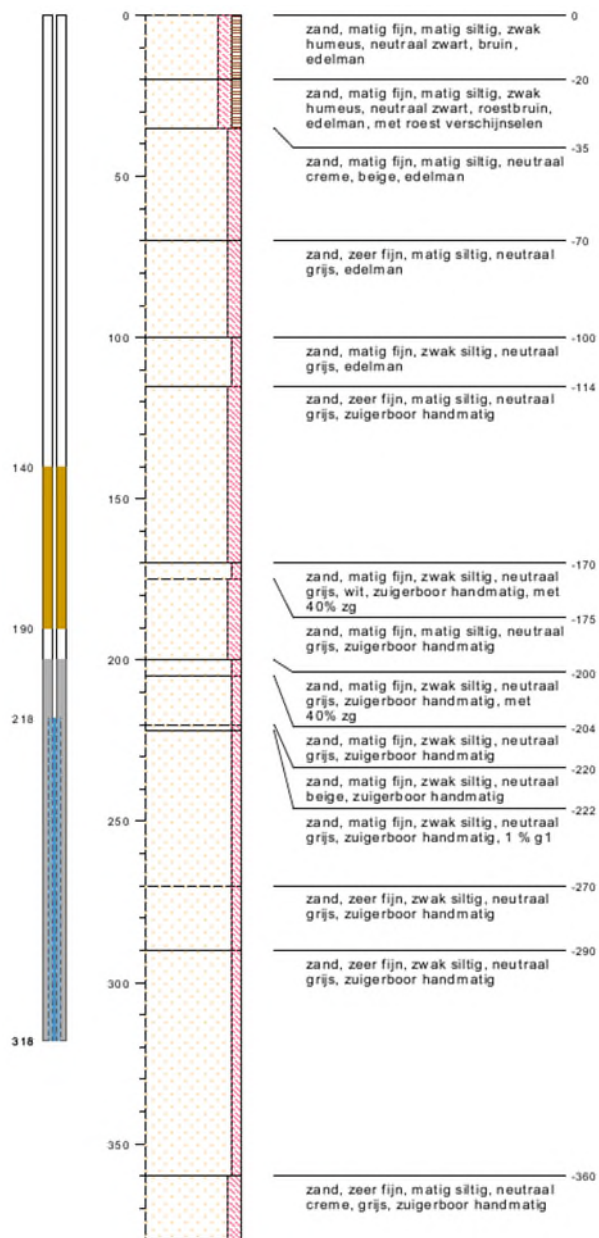 0
0
zand, matig fijn, matig siltig, zwak
humeus, neutraal zwart, bruin,
edelman
-20
zand, matig fijn, matig siltig, zwak
humeus, neutraal zwart, roestbruin,
edelman, met roest verschijnselen
-35
zand, matig fijn, matig siltig, neutraal
creme, beige, edelman
50
-70
zand, zeer fijn, matig siltig, neutraal
grijs, edelman
100
-100
zand, matig fijn, zwak siltig, neutraal
grijs, edelman
-114
zand, zeer fijn, matig siltig, neutraal
grijs, zuigerboor handmatig
140
150
-170
zand, matig fijn, zwak siltig, neutraal
grijs, wit, zuigerboor handmatig, met
40% zg
-175
zand, matig fijn, matig siltig, neutraal
grijs, zuigerboor handmatig
190
200
-200
zand, matig fijn, zwak siltig, neutraal
grijs, zuigerboor handmatig, met
40% zg
-204
218
zand, matig fijn, zwak siltig, neutraal
grijs, zuigerboor handmatig
-220
zand, matig fijn, zwak siltig, neutraal
beige, zuigerboor handmatig
-222
zand, matig fijn, zwak siltig, neutraal
grijs, zuigerboor handmatig, 1 % g1
250
-270
zand, zeer fijn, zwak siltig, neutraal
grijs, zuigerboor handmatig
-290
zand, zeer fijn, zwak siltig, neutraal
grijs, zuigerboor handmatig
300
318
350
-360
zand, zeer fijn, matig siltig, neutraal
creme, grijs, zuigerboor handmatig